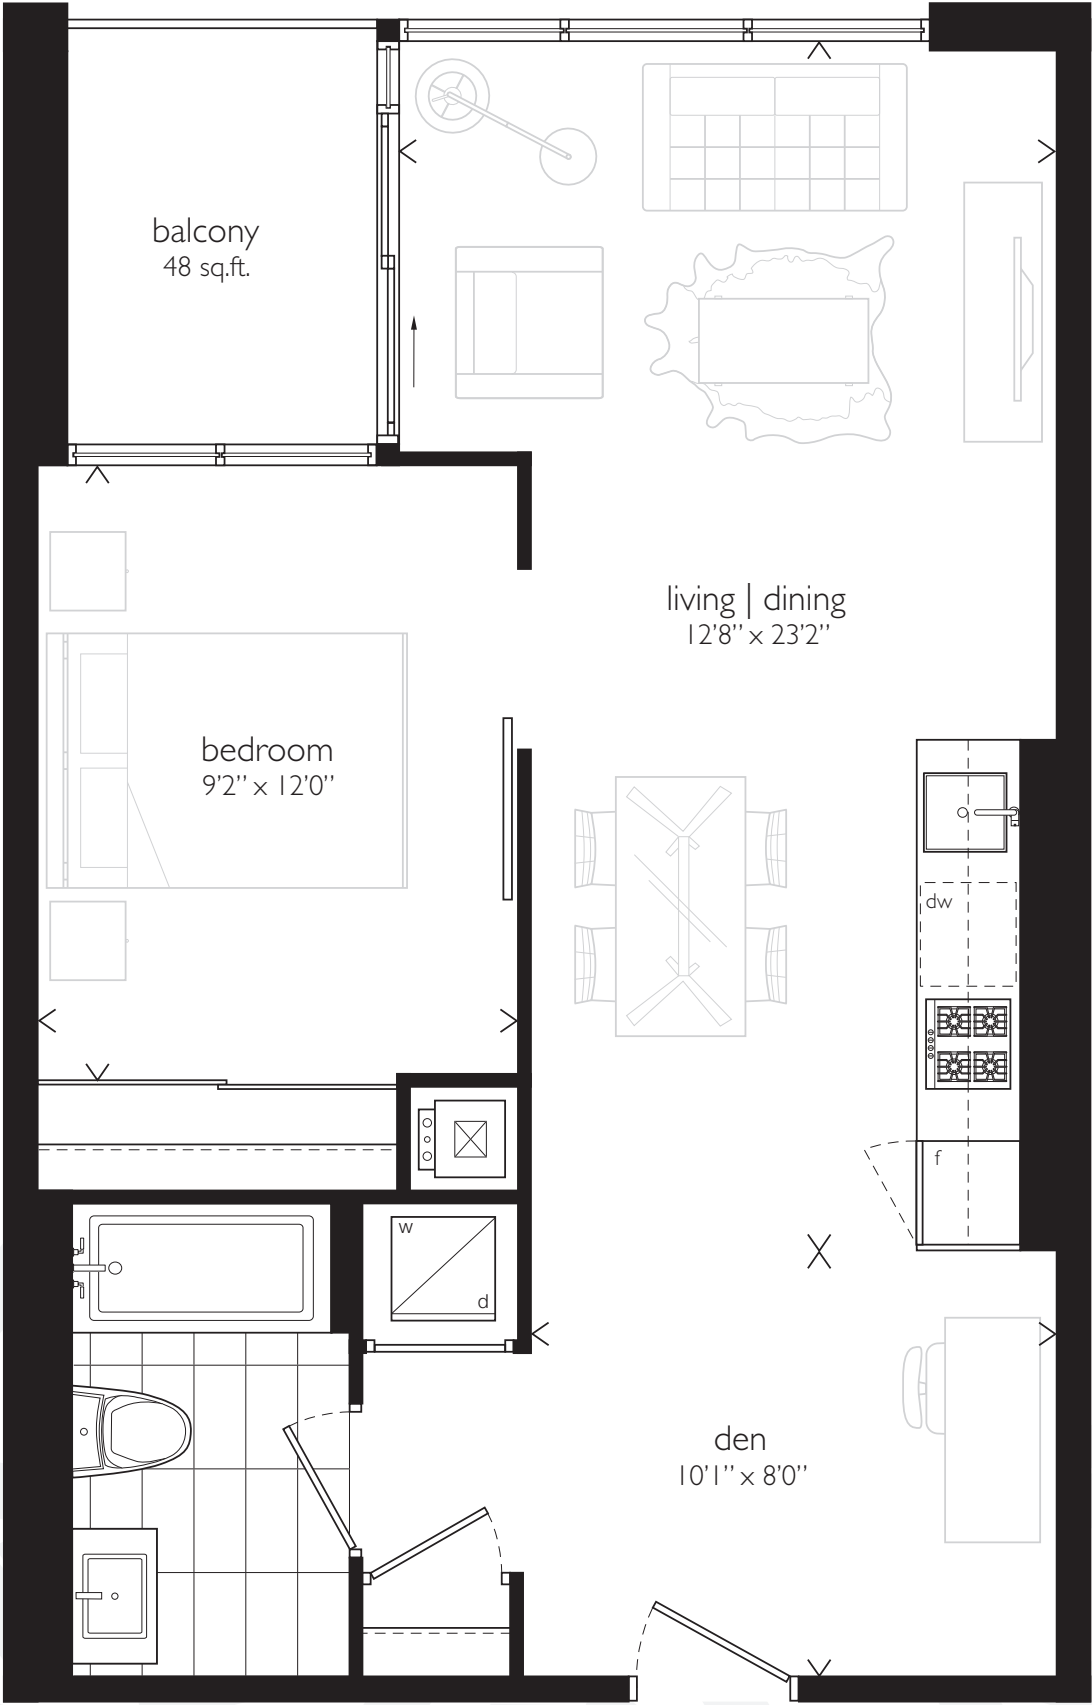 balcony
48 sq.ft.
living | dining
12'8'' x 23'2''
bedroom
9'2'' x 12'0''
dw
f
w
d
den
10'1'' x 8'0''